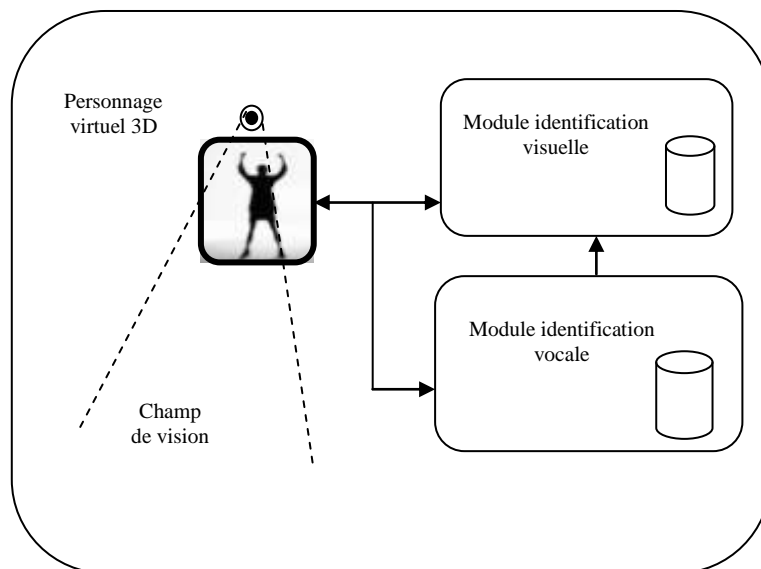 Personnage
virtuel 3D
Module identification
visuelle
Module identification
vocale
Champ
de vision